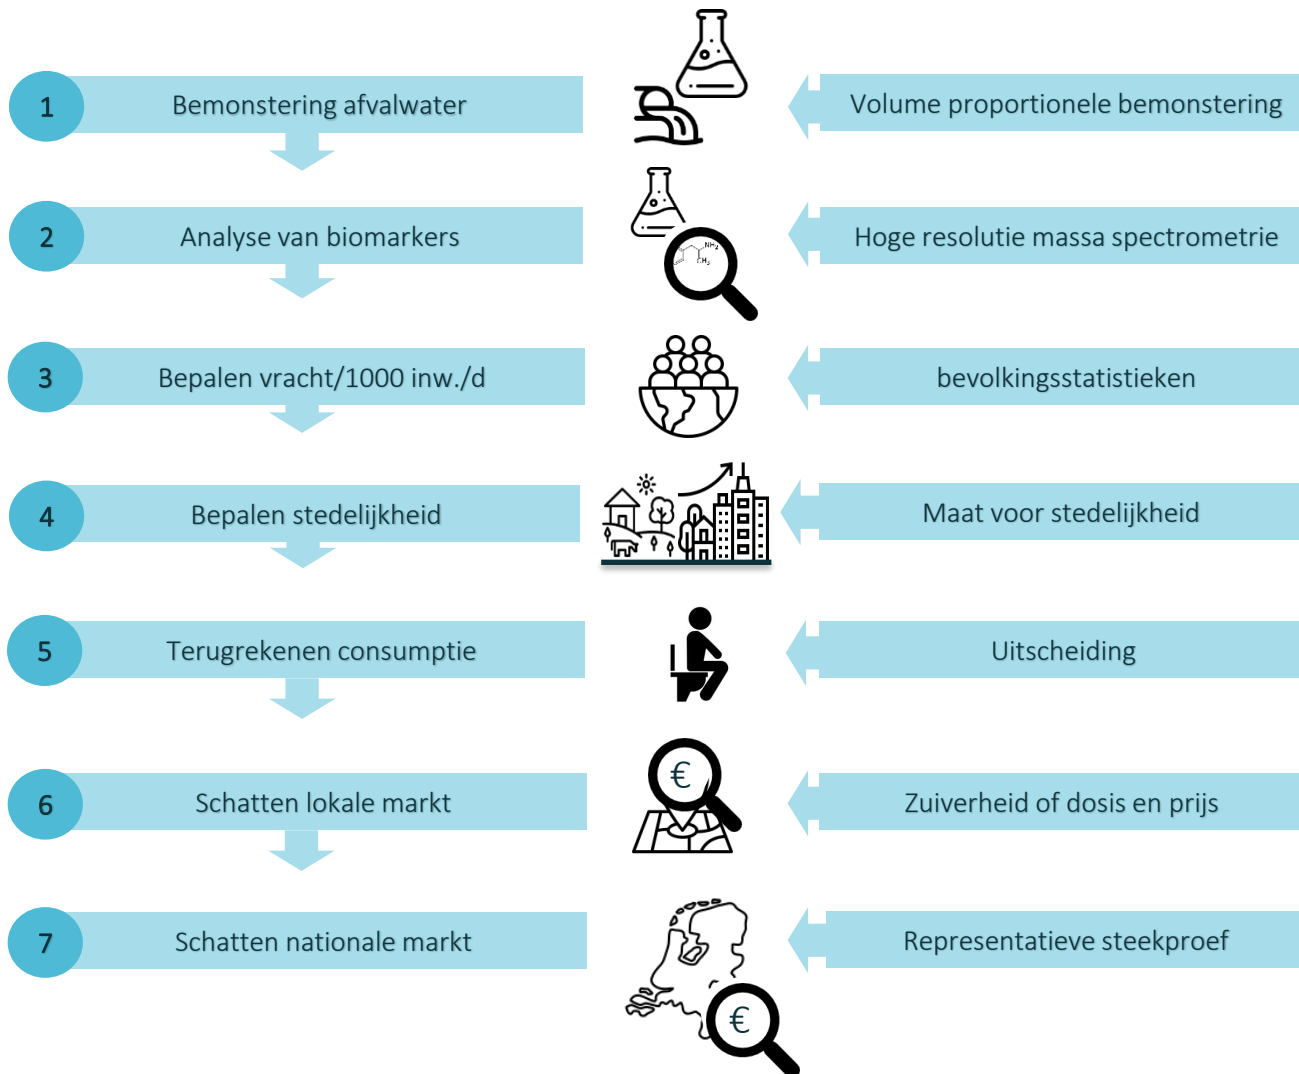 1
Bemonstering afvalwater
Volume proportionele bemonstering
2
Analyse van biomarkers
NH2
CH3
Hoge resolutie massa spectrometrie
3
Bepalen vracht/1000 inw./d
bevolkingsstatistieken
4
Bepalen stedelijkheid
Maat voor stedelijkheid
5
Terugrekenen consumptie
Uitscheiding
6
Schatten lokale markt
€
Zuiverheid of dosis en prijs
7
Schatten nationale markt
€
Representatieve steekproef